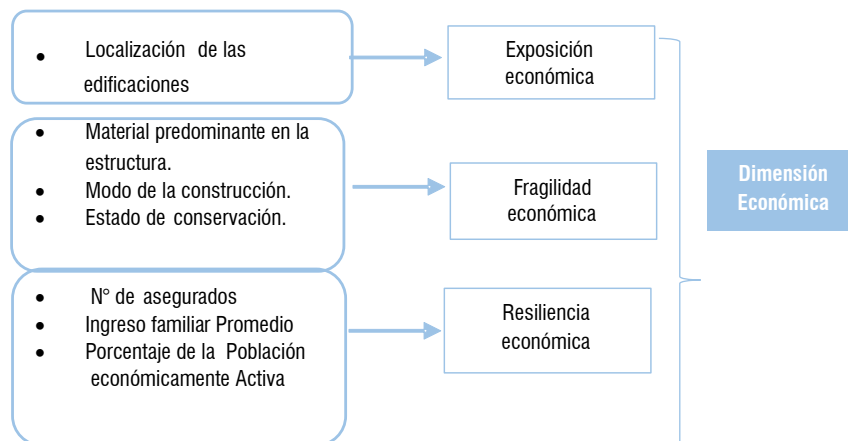 • Localización de las
edificaciones
Exposición
económica
• Material predominante en la
estructura.
• Modo de la construcción.
• Estado de conservación.
Fragilidad
económica
Dimensión
Económica
• N° de asegurados
• Ingreso familiar Promedio
• Porcentaje de la Población
económicamente Activa
Resiliencia
económica